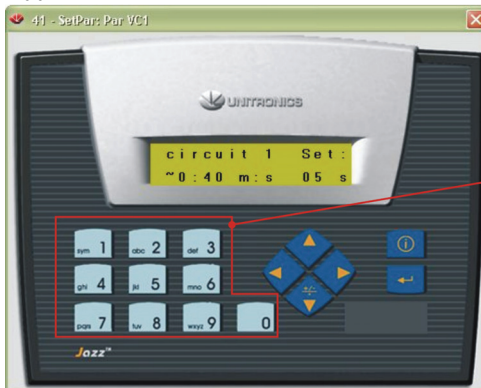 41 - SetPar: Par VC1
UNITRONICS
circuit 1 Set:
~0:40 m:s 05 s
sym 1 abc 2 def 3
ghi 4 jkl 5 mno 6
+/-
pqrs 7 tuv 8 wxyz 9 0
Jazz™